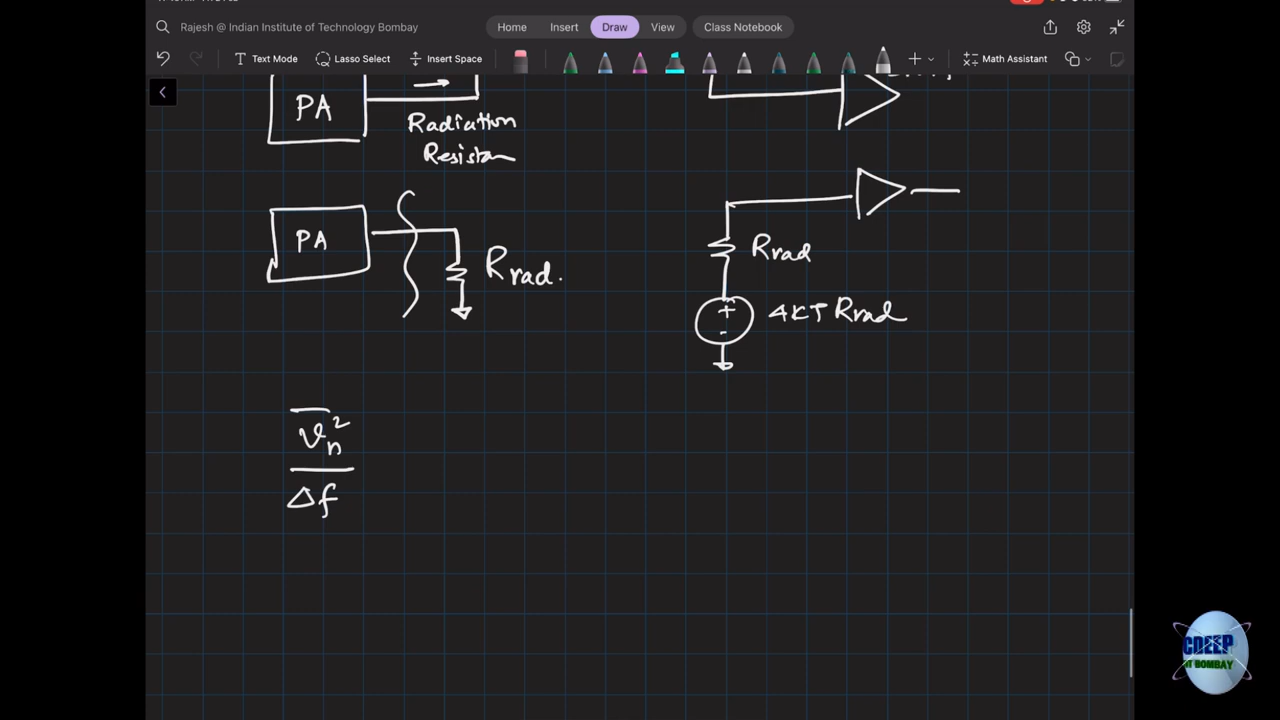 Rajesh @ Indian Institute of Technology Bombay
Home Insert Draw View Class Notebook
Text Mode Lasso Select Insert Space Math Assistant
PA
Radiation
Resistan
PA
Rrad.
Rrad
+
-
4KT Rrad
v̅n²
Δf
CDEEP
IIT BOMBAY